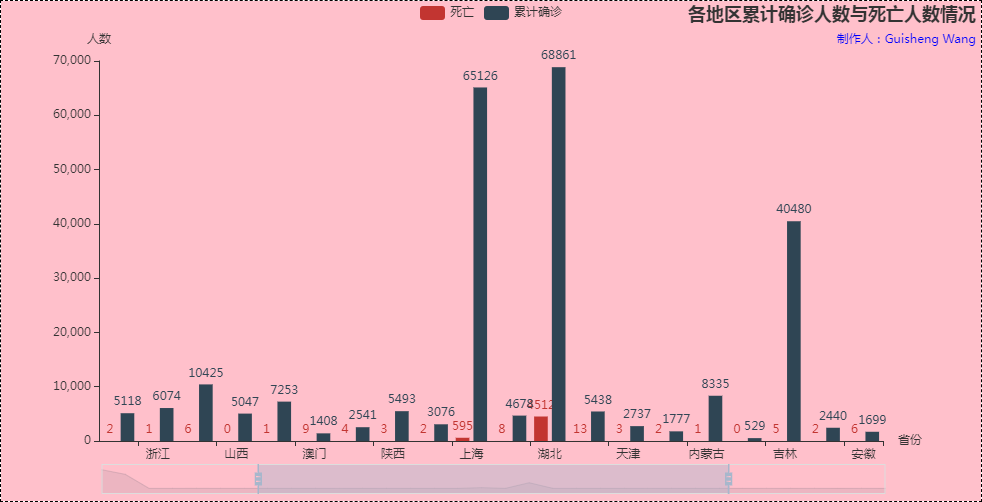 死亡 累计确诊
各地区累计确诊人数与死亡人数情况
制作人：Guisheng Wang
人数
70,000
60,000
50,000
40,000
30,000
20,000
10,000
0
2 5118 1 6074 6 10425 0 5047 1 7253 9 1408 4 2541 3 5493 2 3076 595 65126 8 4678 4512 68861 13 5438 3 2737 2 1777 1 8335 0 529 5 40480 2 2440 6 1699
浙江 山西 澳门 陕西 上海 湖北 天津 内蒙古 吉林 安徽
省份